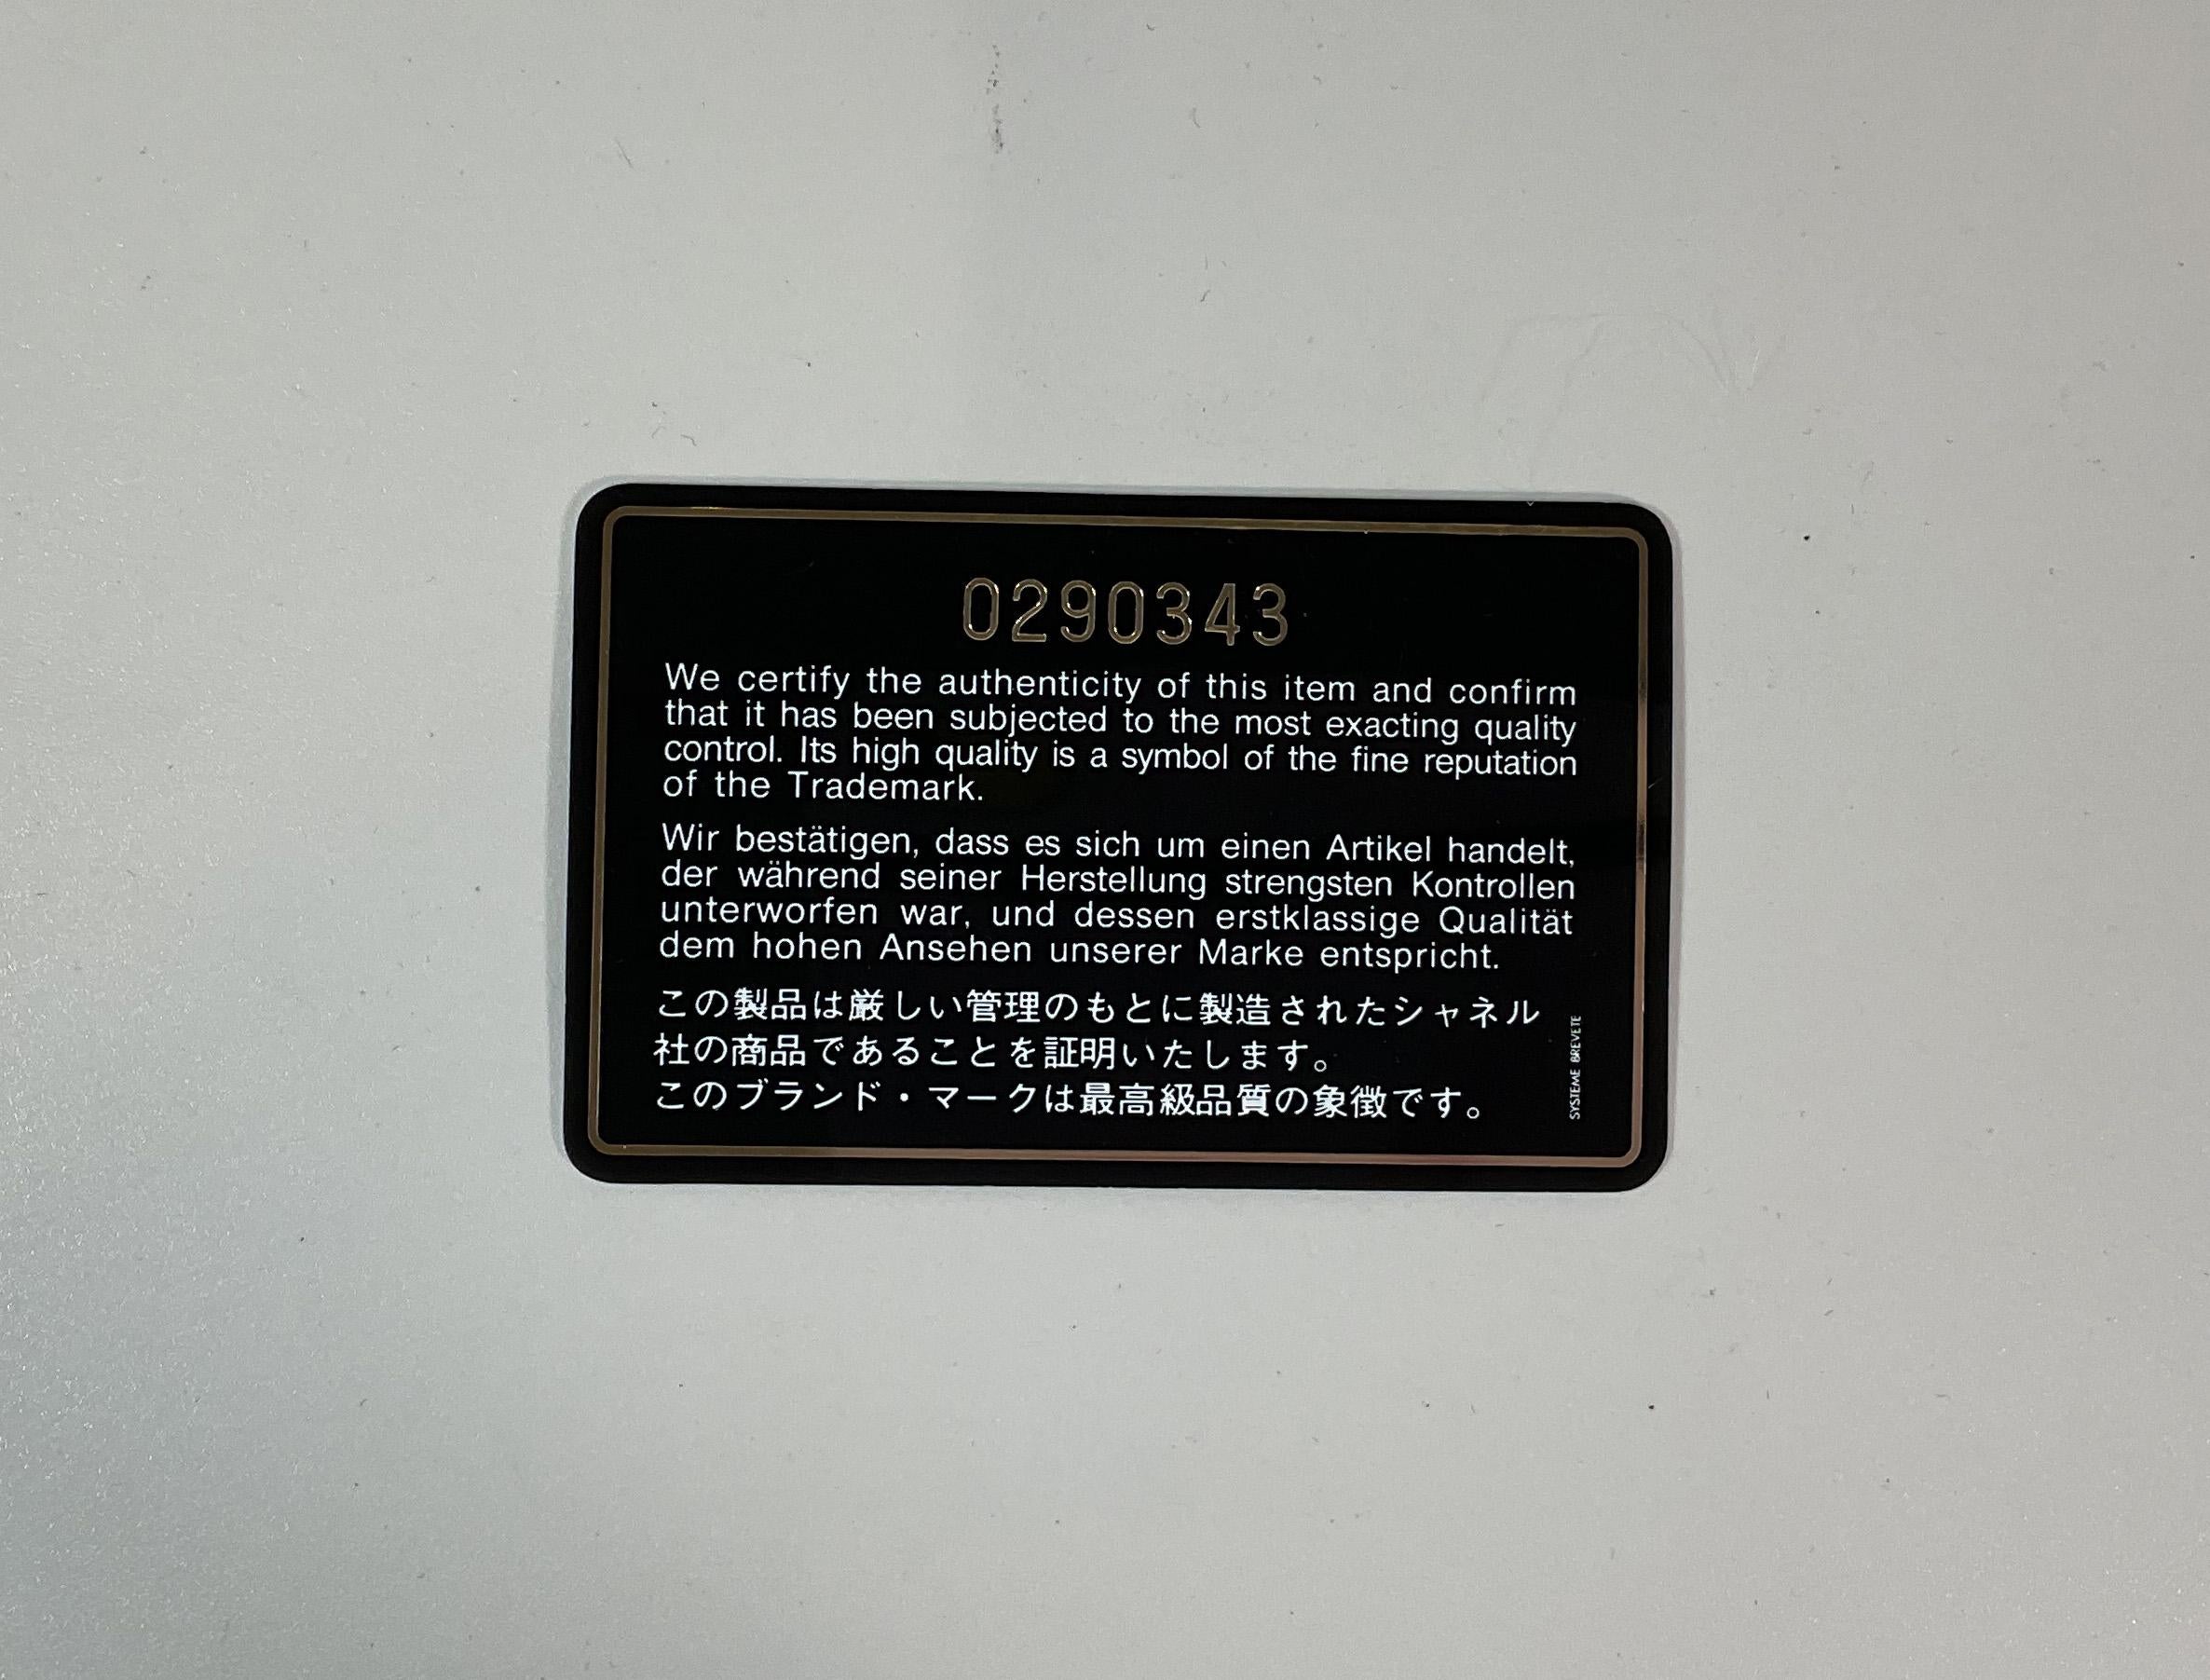 0290343
We certify the authenticity of this item and confirm
that it has been subjected to the most exacting quality
control. Its high quality is a symbol of the fine reputation
of the Trademark.
Wir bestätigen, dass es sich um einen Artikel handelt,
der während seiner Herstellung strengsten Kontrollen
unterworfen war, und dessen erstklassige Qualität
dem hohen Ansehen unserer Marke entspricht.
この製品は厳しい管理のもとに製造されたシャネル
社の商品であることを証明いたします。
このブランド・マークは最高級品質の象徴です。
SYSTEME BREVETE